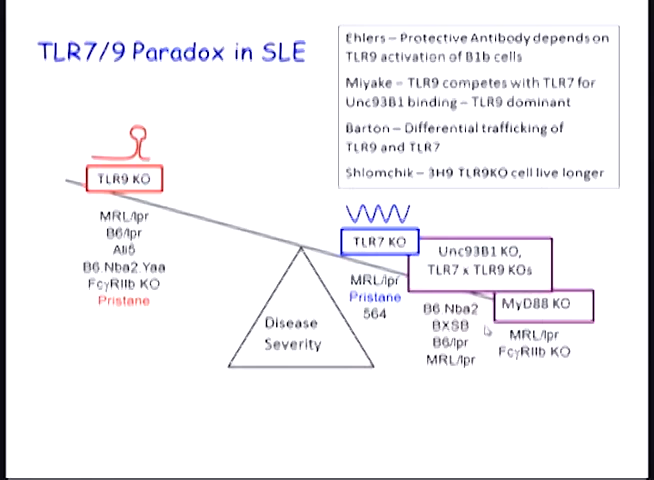 TLR7/9 Paradox in SLE
Ehlers – Protective Antibody depends on
TLR9 activation of B1b cells
Miyake – TLR9 competes with TLR7 for
Unc93B1 binding – TLR9 dominant
Barton – Differential trafficking of
TLR9 and TLR7
Shlomchik – 3H9 TLR9KO cell live longer
TLR9 KO
MRL/lpr
B6/lpr
Ali5
B6 Nba2.Yaa
FcγRIIb KO
Pristane
TLR7 KO
MRL/lpr
Pristane
564
Unc93B1 KO,
TLR7 x TLR9 KOs
B6 Nba2
BXSB
B6/lpr
MRL/lpr
MyD88 KO
MRL/lpr
FcγRIIb KO
Disease
Severity